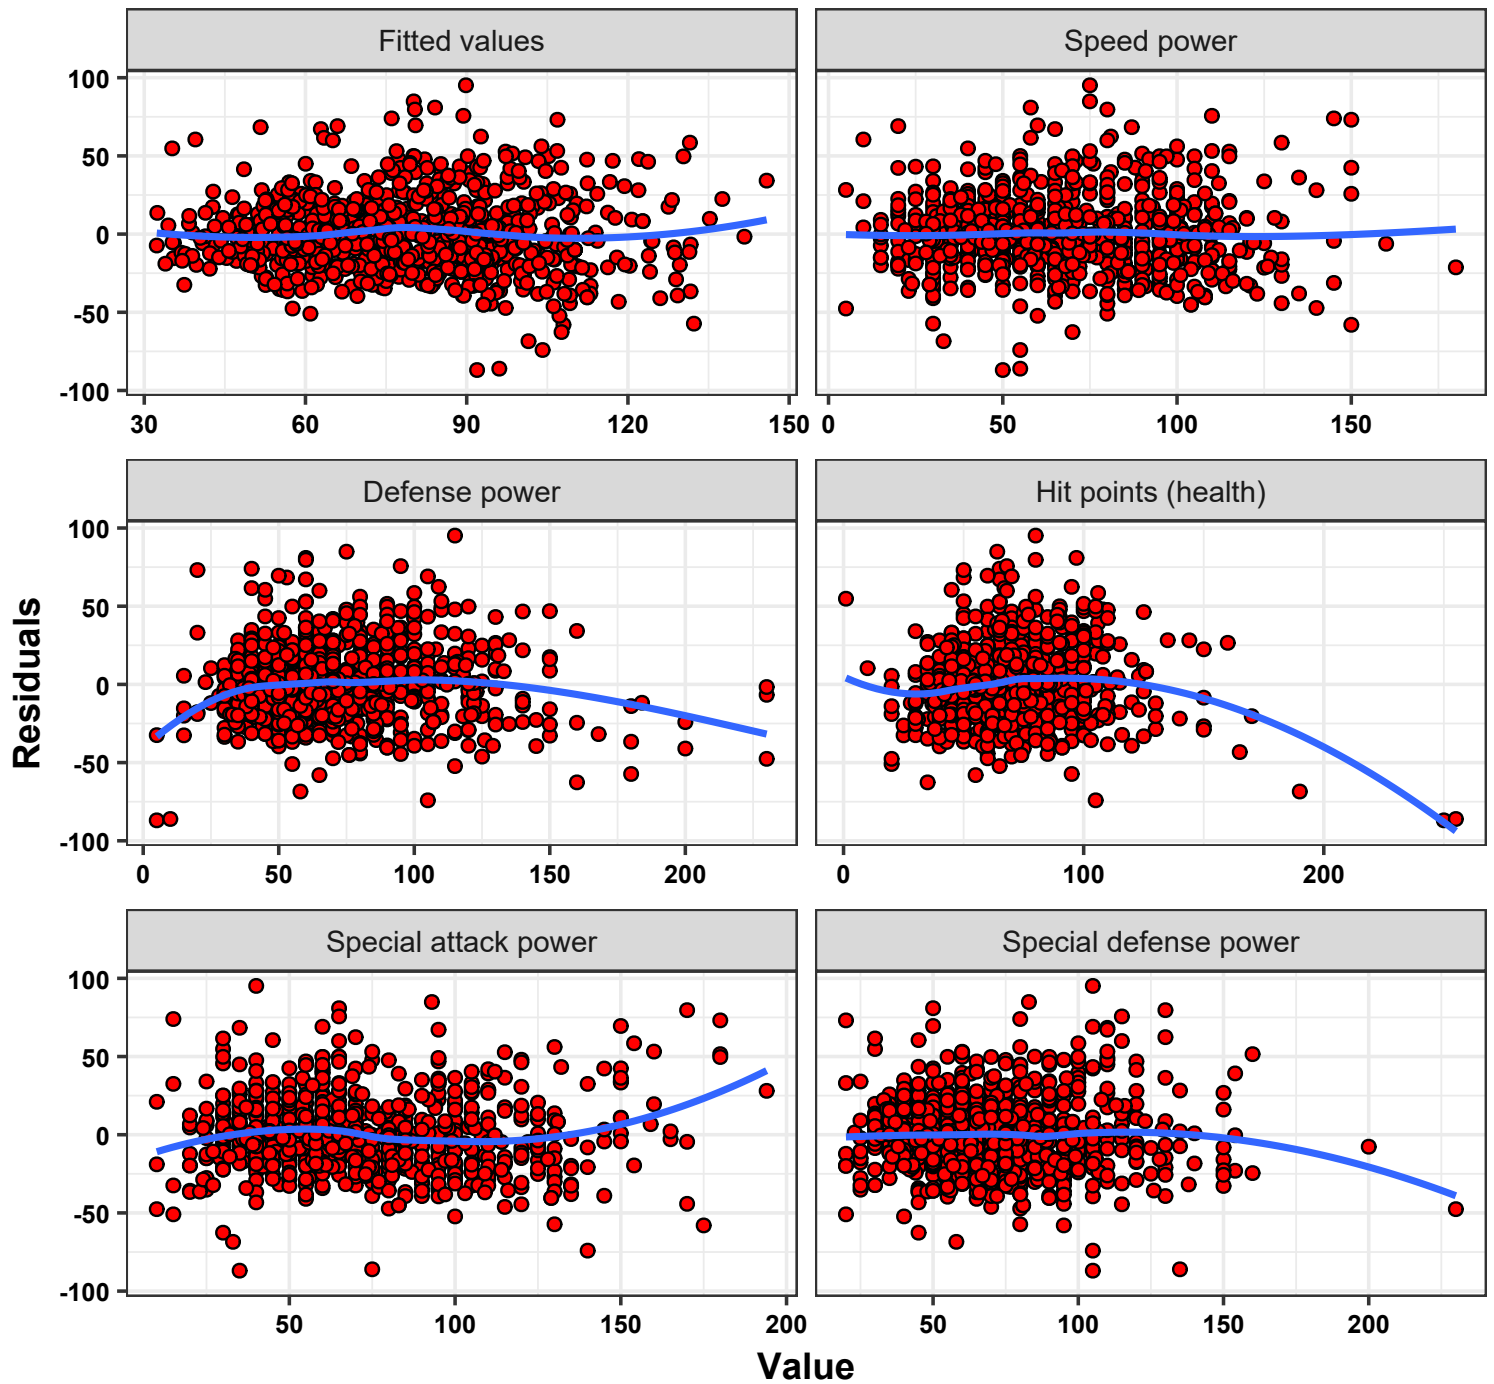 Fitted values
Speed power
100
50
0
-50
-100
30 60 90 120 150
0 50 100 150
Defense power
Hit points (health)
100
50
0
-50
-100
0 50 100 150 200
0 100 200
Special attack power
Special defense power
100
50
0
-50
-100
50 100 150 200
50 100 150 200
Residuals
Value